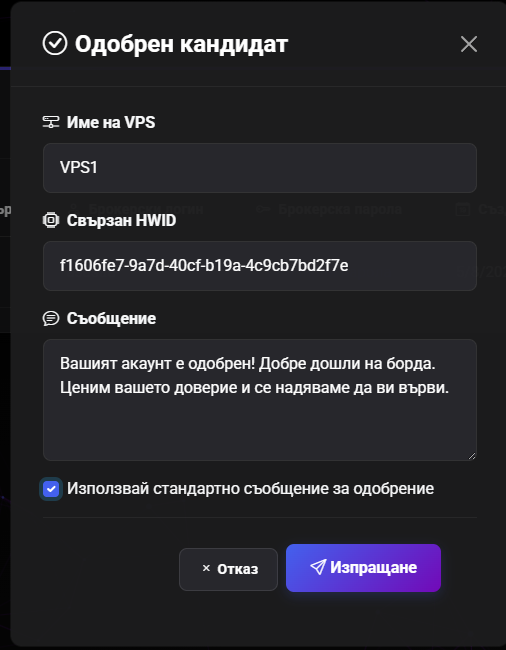 Одобрен кандидат
Име на VPS
VPS1
Свързан HWID
f1606fe7-9a7d-40cf-b19a-4c9cb7bd2f7e
Съобщение
Вашият акаунт е одобрен! Добре дошли на борда.
Ценим вашето доверие и се надяваме да ви върви.
Използвай стандартно съобщение за одобрение
× Отказ
Изпращане